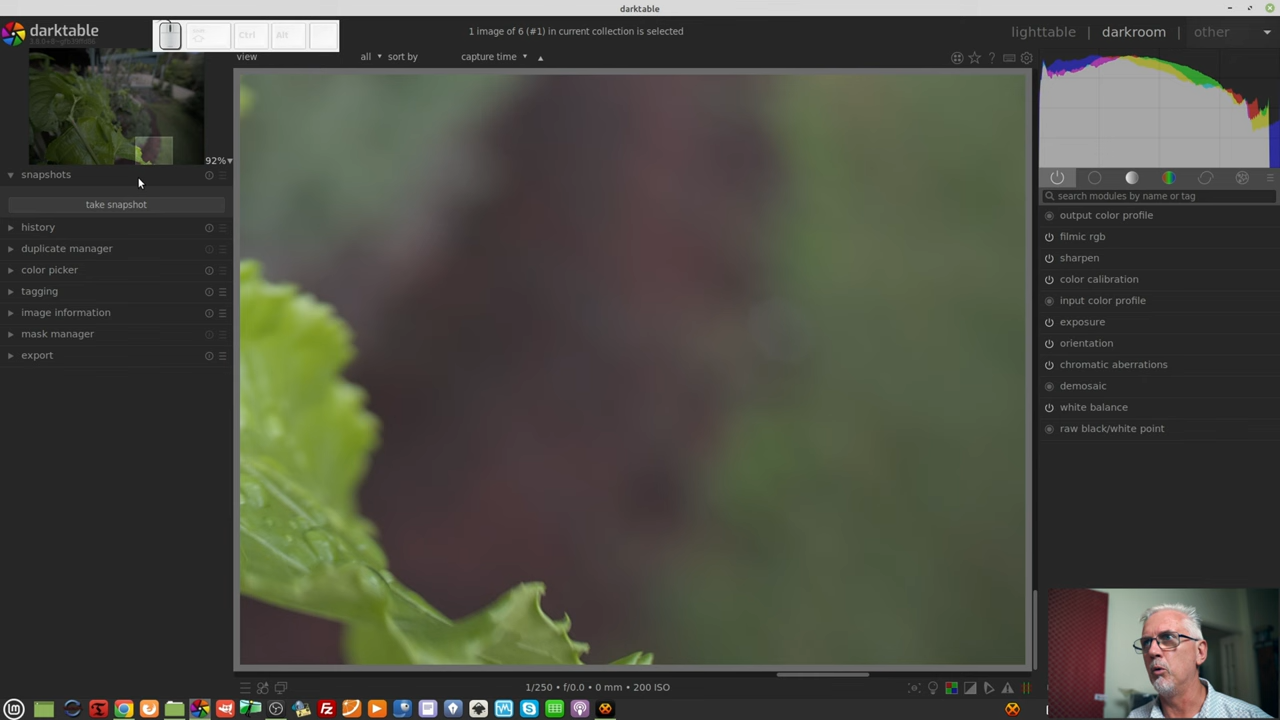 darktable
darktable
Ctrl
Alt
1 image of 6 (#1) in current collection is selected
lighttable | darkroom | other
view all sort by capture time
92%
snapshots
take snapshot
history
duplicate manager
color picker
tagging
image information
mask manager
export
search modules by name or tag
output color profile
filmic rgb
sharpen
color calibration
input color profile
exposure
orientation
chromatic aberrations
demosaic
white balance
raw black/white point
1/250 • f/0.0 • 0 mm • 200 ISO